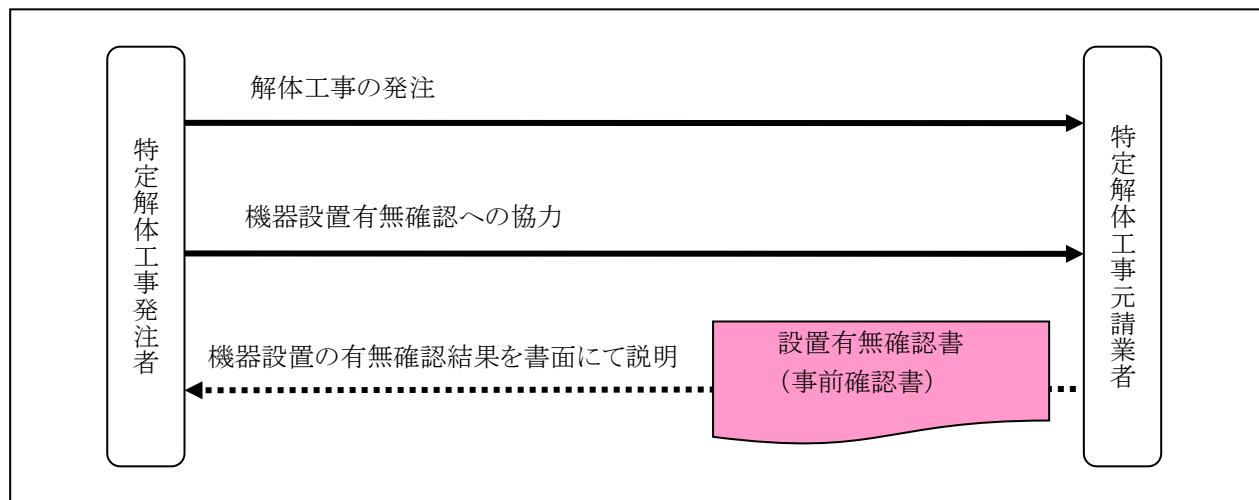 特定解体工事発注者
解体工事の発注
機器設置有無確認への協力
機器設置の有無確認結果を書面にて説明
設置有無確認書
（事前確認書）
特定解体工事元請業者